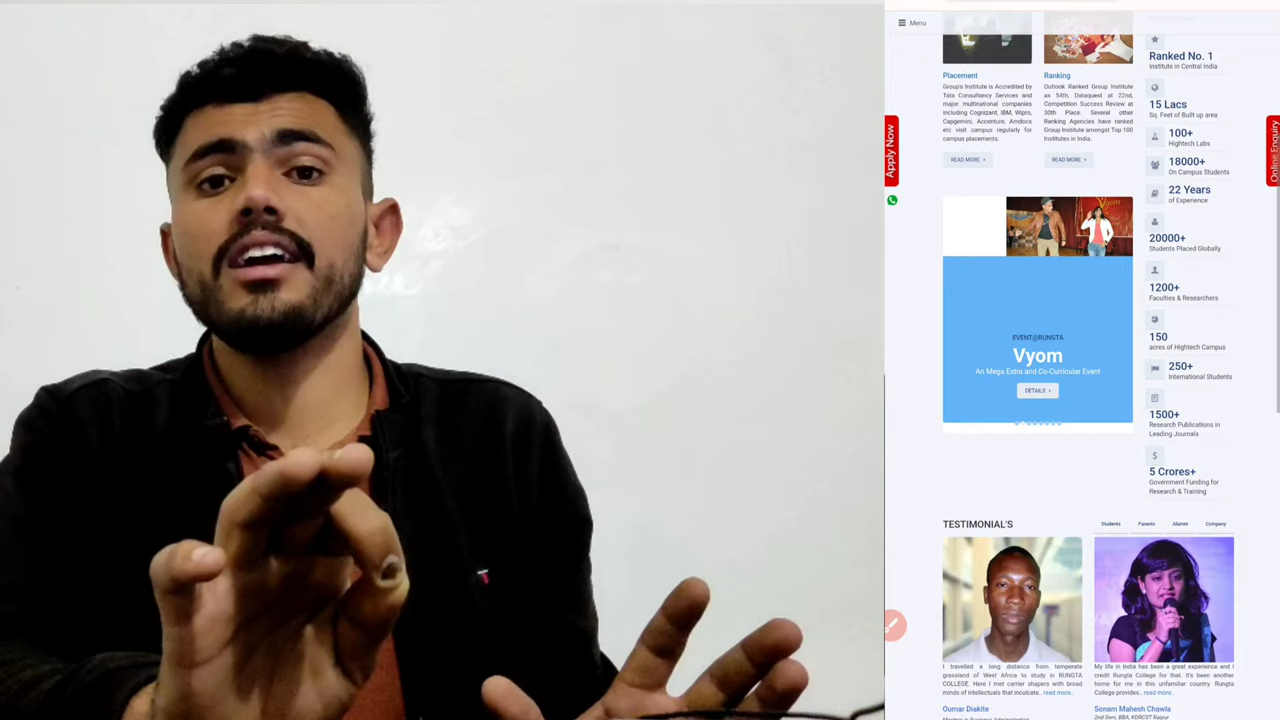 Menu
Placement
Group's Institute is Accredited by
Tata Consultancy Services and
major multinational companies
including Cognizant, IBM, Wipro,
Capgemini, Accenture, Amdocs
etc visit campus regularly for
campus placements.
READ MORE
Ranking
Outlook Ranked Group Institute
as 54th, Dataquest at 22nd,
Competition Success Review at
30th Place. Several other
Ranking Agencies have ranked
Group Institute amongst Top 100
Institutes in India.
READ MORE
Apply Now
Vyom
EVENT@RUNGTA
Vyom
An Mega Extra and Co-Curricular Event
DETAILS
Ranked No. 1
Institute in Central India
15 Lacs
Sq. Feet of Built up area
100+
Hightech Labs
18000+
On Campus Students
22 Years
of Experience
20000+
Students Placed Globally
1200+
Faculties & Researchers
150
acres of Hightech Campus
250+
International Students
1500+
Research Publications in
Leading Journals
5 Crores+
Government Funding for
Research & Training
Online Enquiry
TESTIMONIAL'S
Students Parents Alumni Company
I travelled a long distance from temperate
grassland of West Africa to study in RUNGTA
COLLEGE. Here I met carrier shapers with broad
minds of intellectuals that inculcate.. read more..
Oumar Diakite
My life in India has been a great experience and I
credit Rungta College for that. It's been another
home for me in this unfamiliar country. Rungta
College provides.. read more..
Sonam Mahesh Chawla
2nd Sem, BBA, KDRCST Raipur